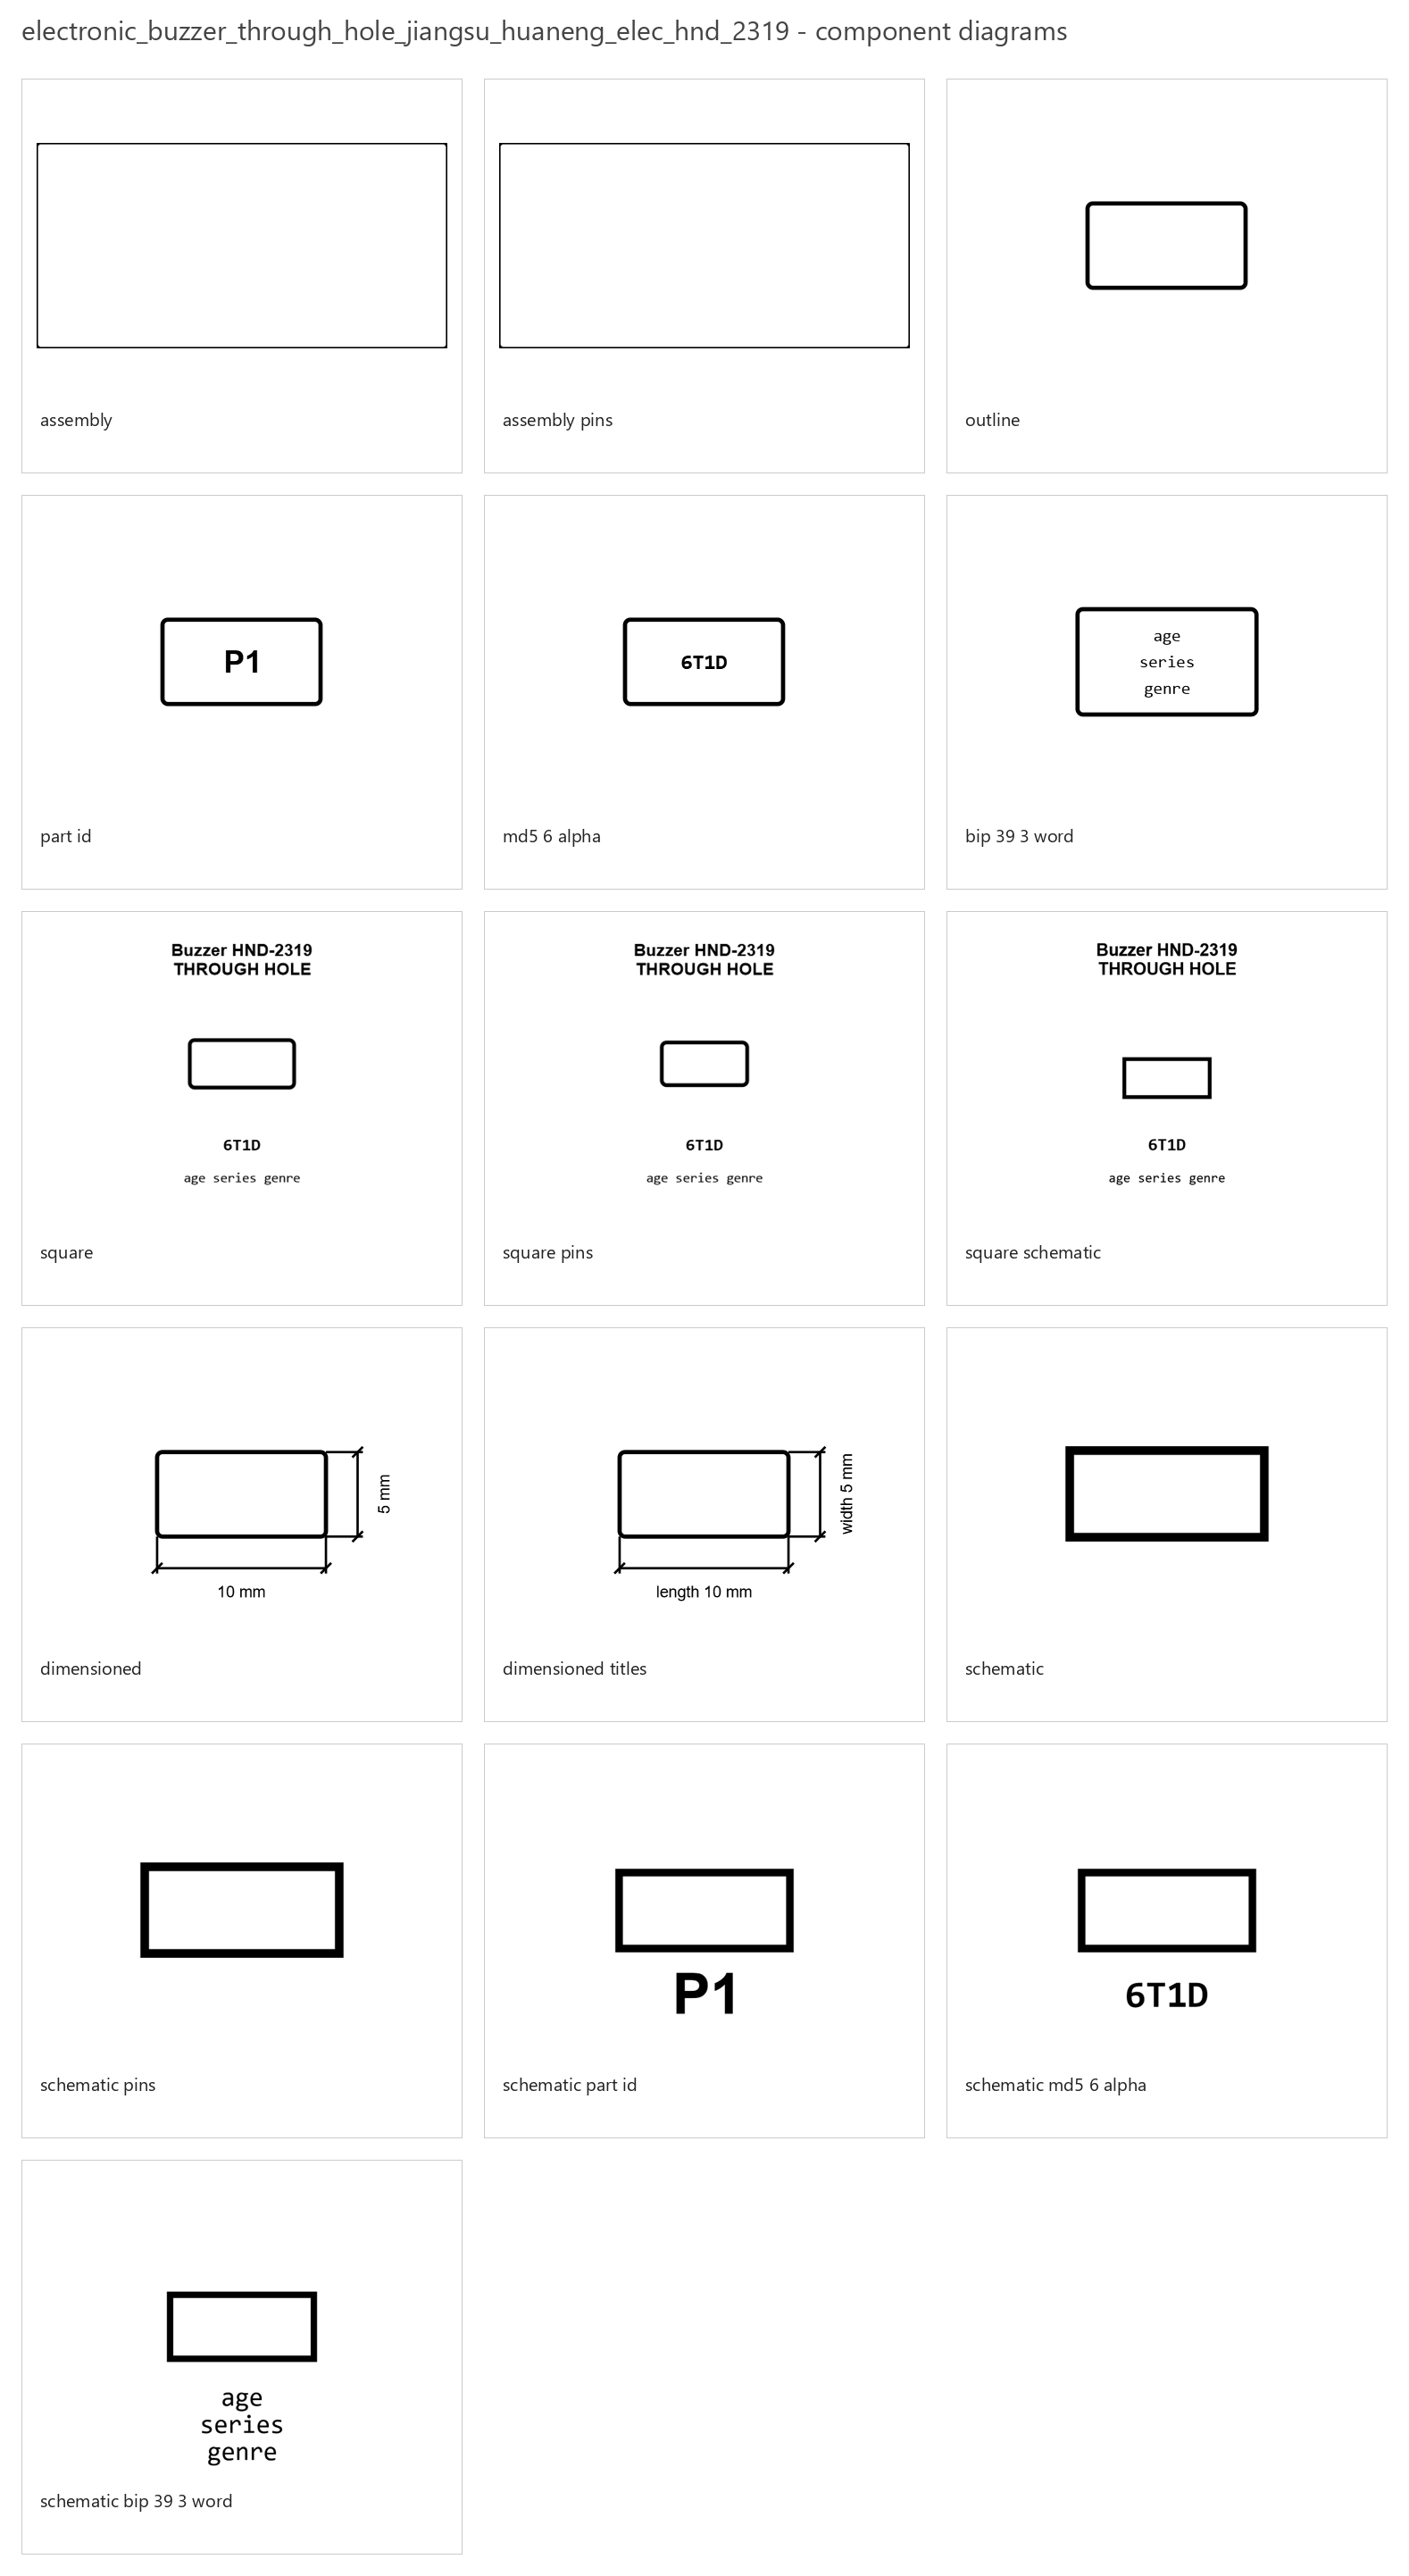 electronic_buzzer_through_hole_jiangsu_huaneng_elec_hnd_2319 - component diagrams
assembly
assembly pins
outline
P1
part id
6T1D
md5 6 alpha
age
series
genre
bip 39 3 word
Buzzer HND-2319
THROUGH HOLE
6T1D
age series genre
square
Buzzer HND-2319
THROUGH HOLE
6T1D
age series genre
square pins
Buzzer HND-2319
THROUGH HOLE
6T1D
age series genre
square schematic
5 mm
10 mm
dimensioned
width 5 mm
length 10 mm
dimensioned titles
schematic
schematic pins
P1
schematic part id
6T1D
schematic md5 6 alpha
age
series
genre
schematic bip 39 3 word